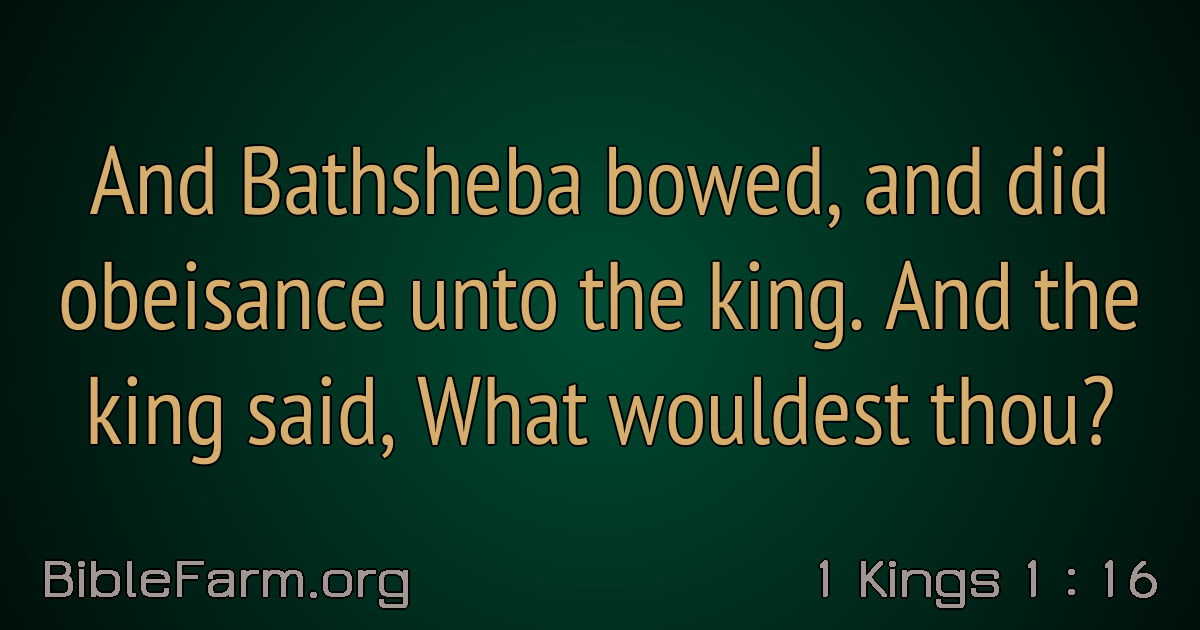 And Bathsheba bowed, and did
obeisance unto the king. And the
king said, What wouldest thou?
BibleFarm.org
1 Kings 1 : 16